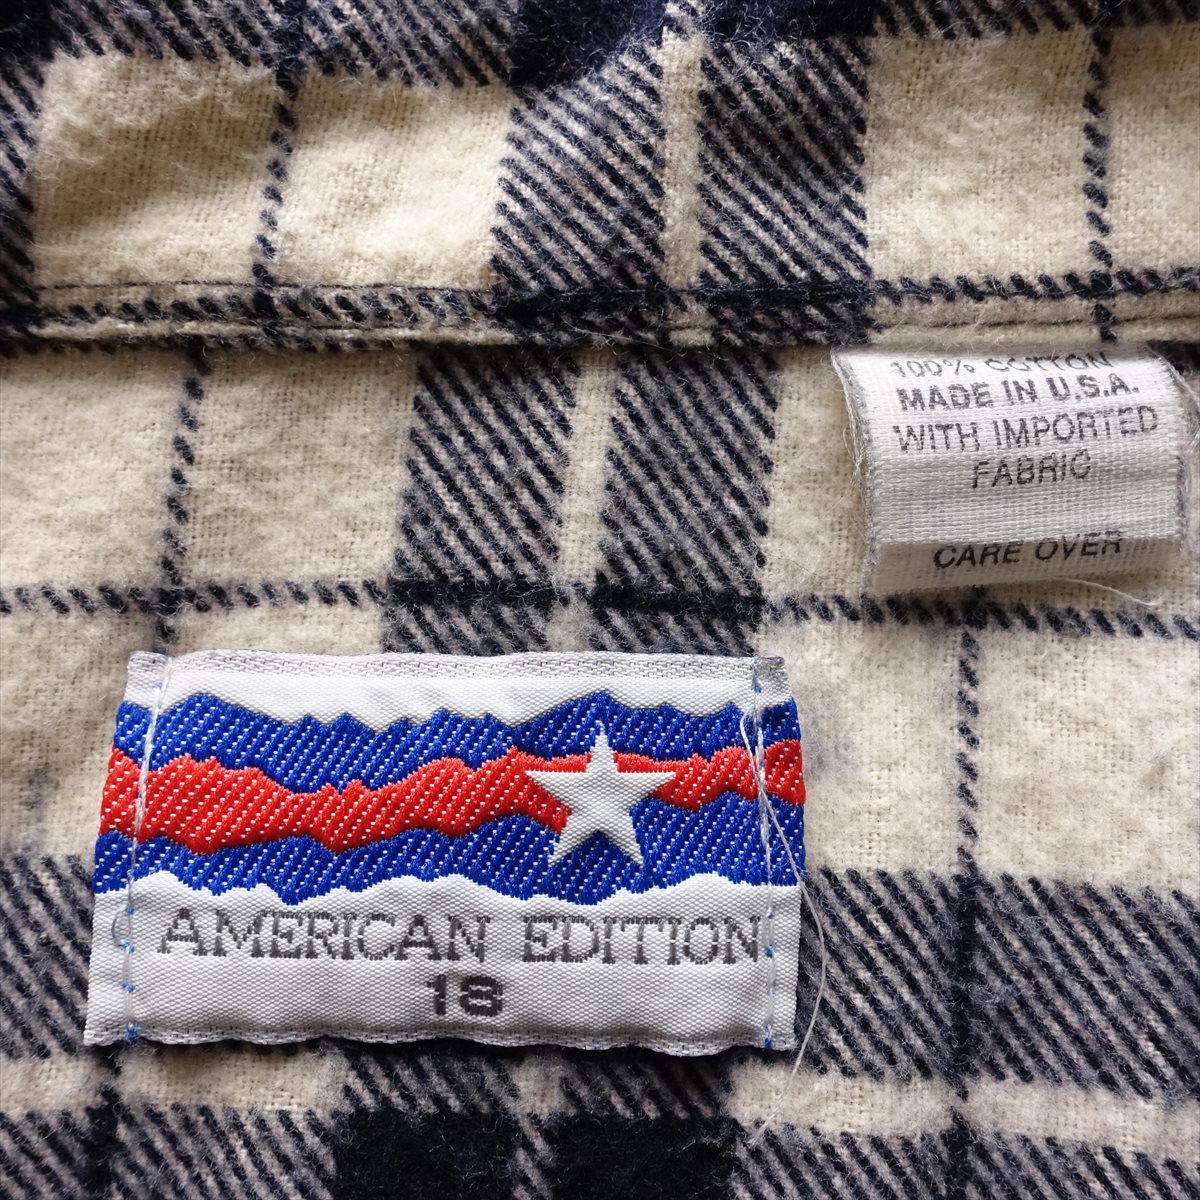 100% COTTON
MADE IN U.S.A.
WITH IMPORTED
FABRIC
CARE OVER
AMERICAN EDITION
18